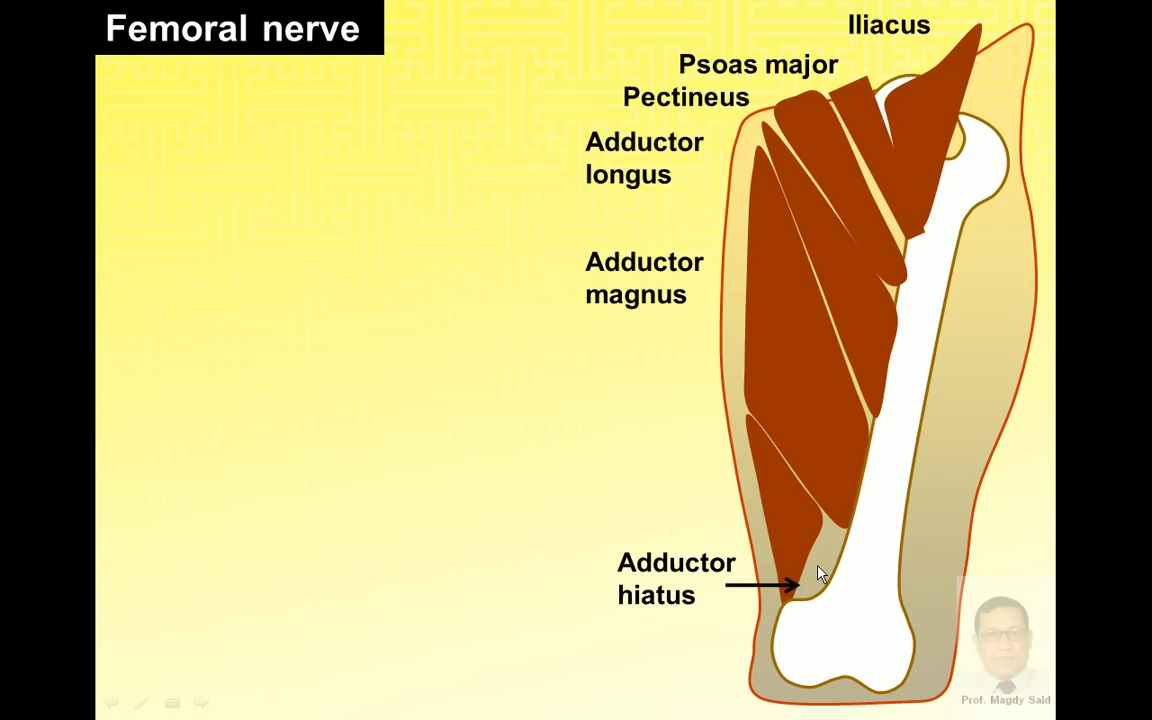 Femoral nerve
Iliacus
Psoas major
Pectineus
Adductor
longus
Adductor
magnus
Adductor
hiatus
Prof. Magdy Said